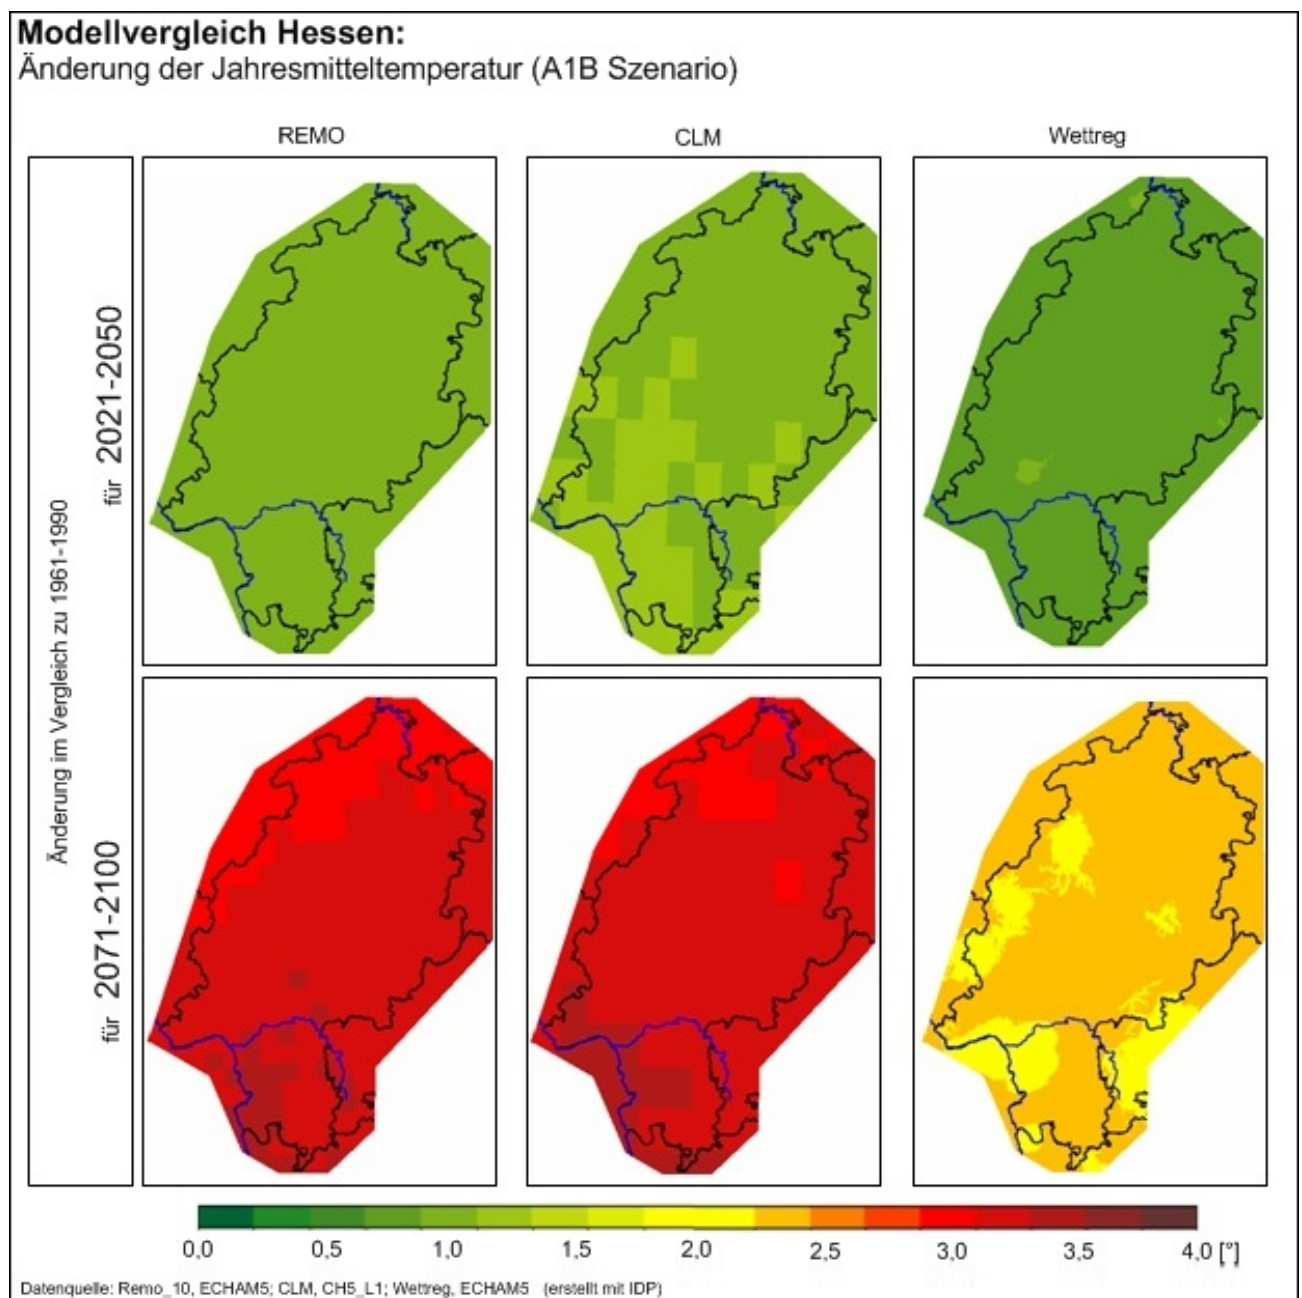 Modellvergleich Hessen:
Änderung der Jahresmitteltemperatur (A1B Szenario)
REMO CLM Wettreg
Änderung im Vergleich zu 1961-1990
für 2021-2050
für 2071-2100
0,0 0,5 1,0 1,5 2,0 2,5 3,0 3,5 4,0 [°]
Datenquelle: Remo_10, ECHAM5; CLM, CH5_L1; Wettreg, ECHAM5 (erstellt mit IDP)